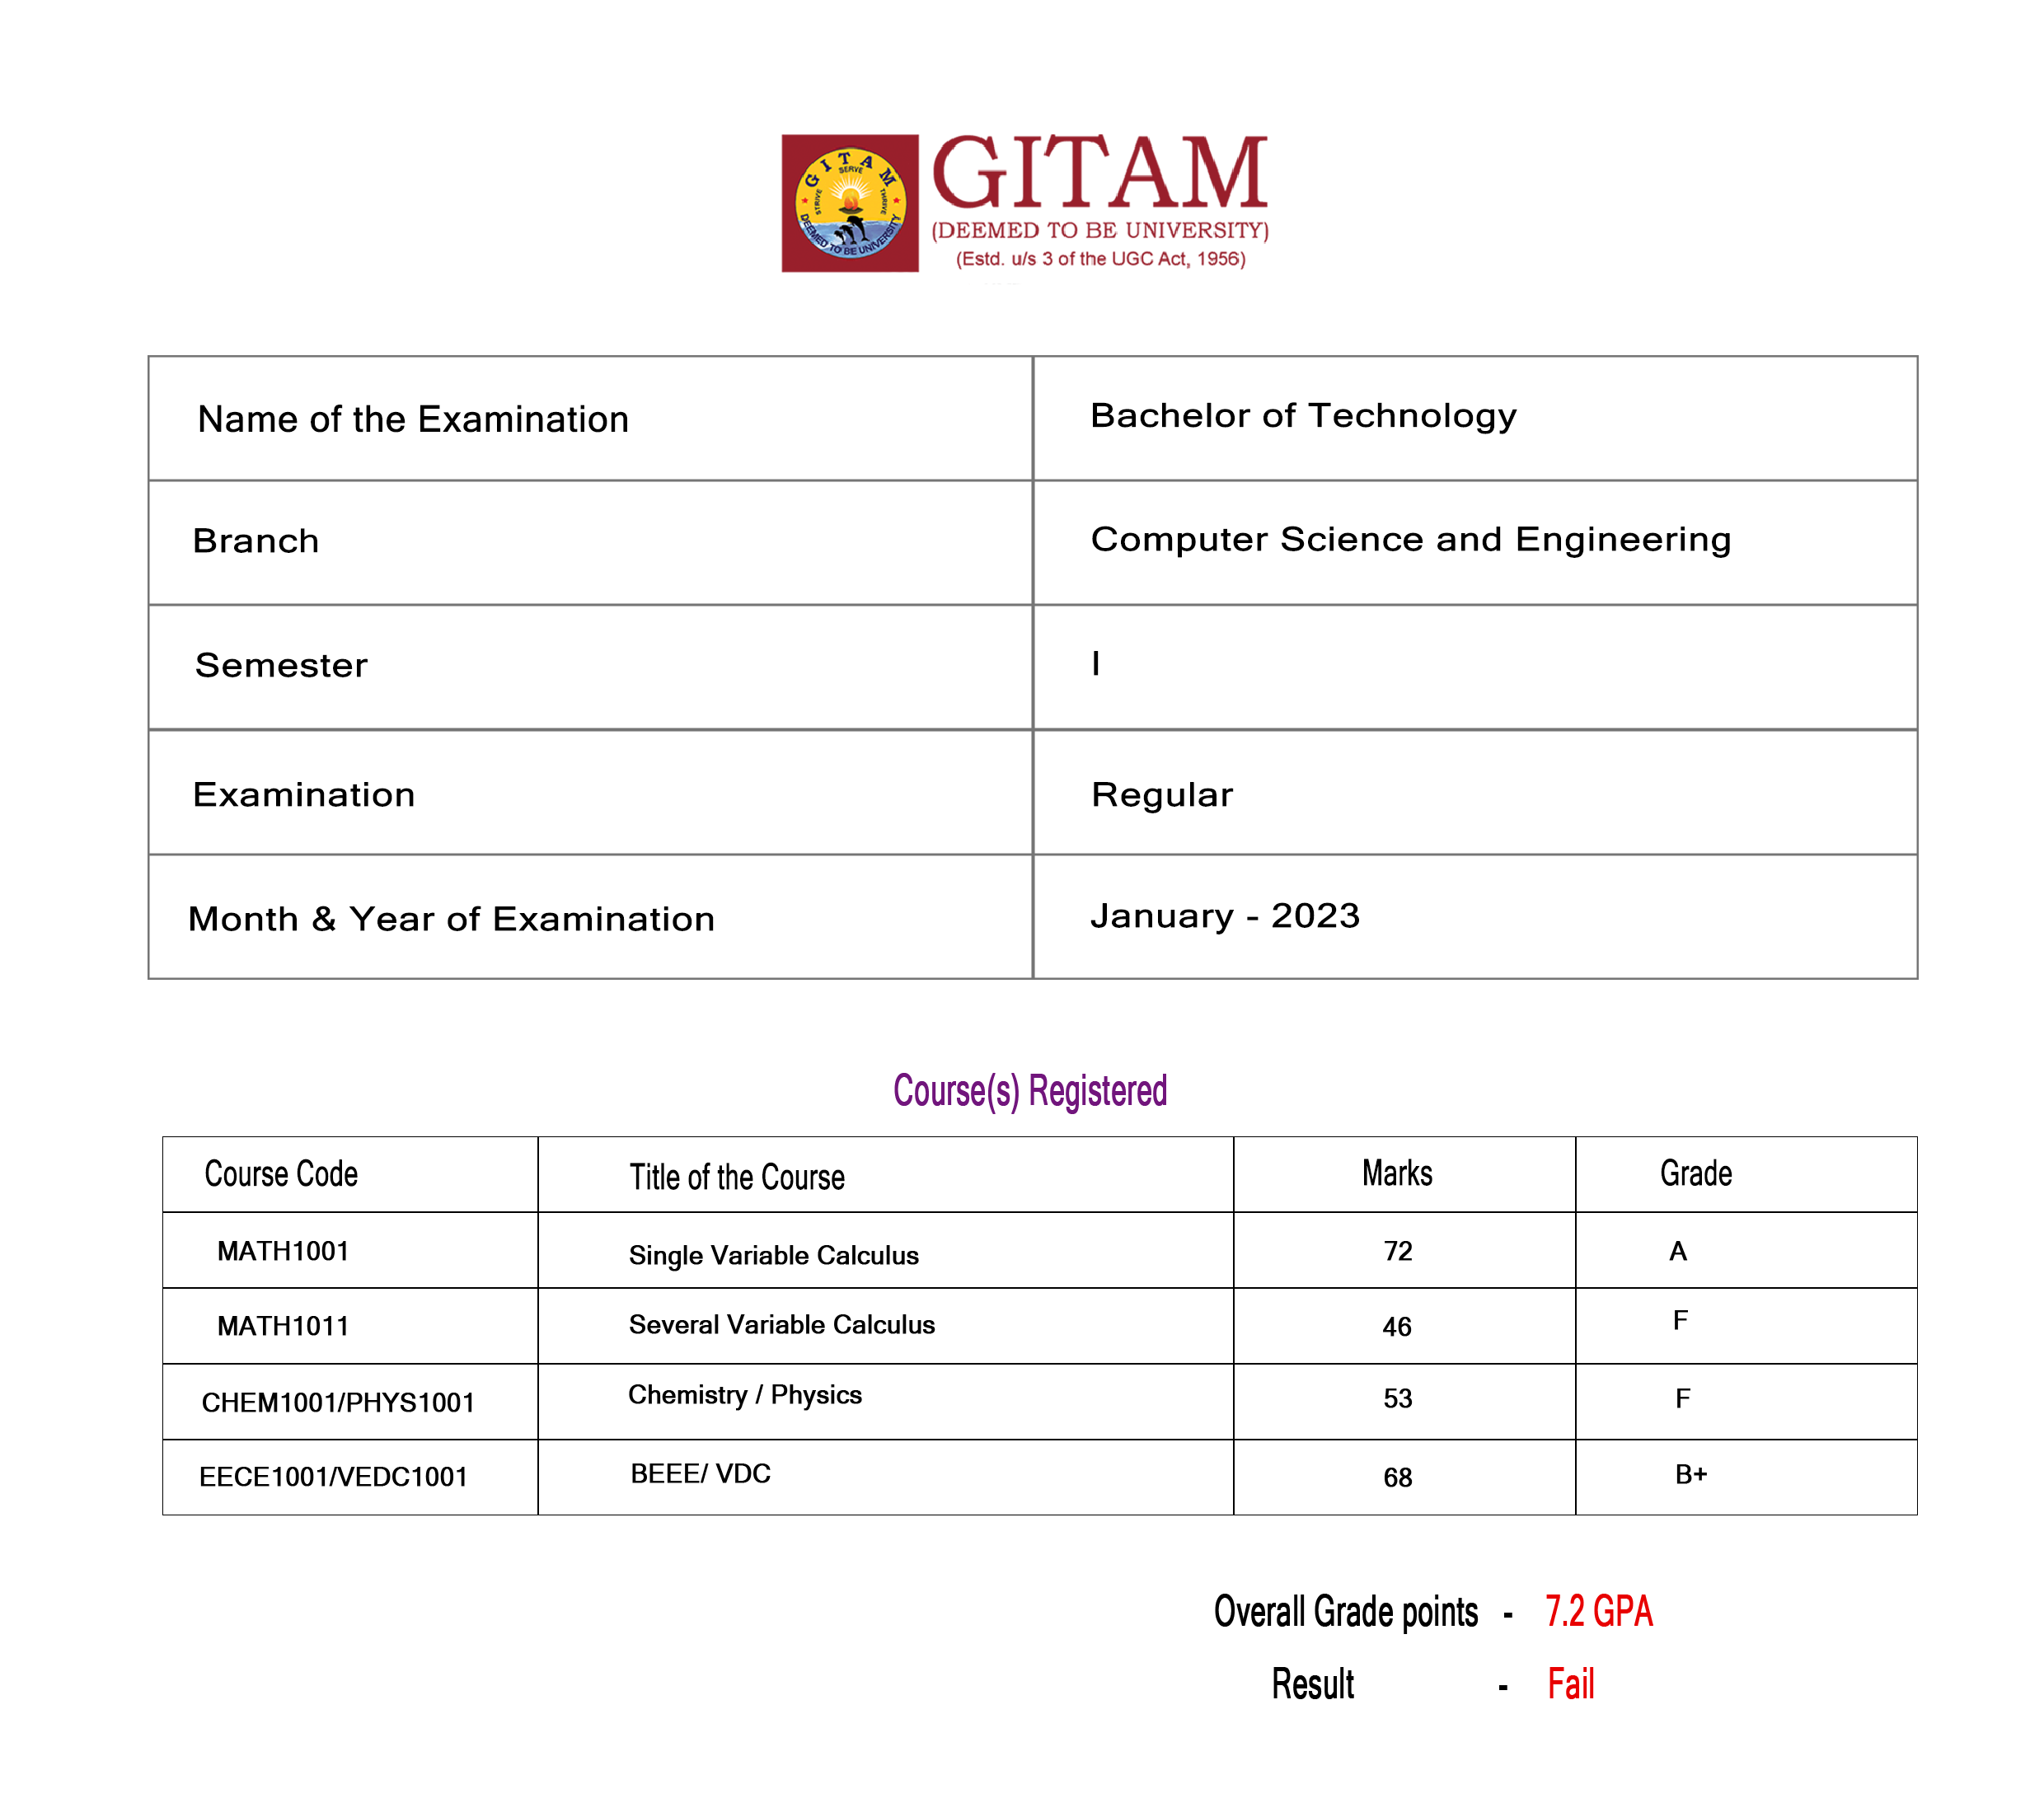 GITAM
SERVE
STRIVE
THRIVE
DEEMED TO BE UNIVERSITY
GITAM
(DEEMED TO BE UNIVERSITY)
(Estd. u/s 3 of the UGC Act, 1956)
Name of the Examination Bachelor of Technology
Branch Computer Science and Engineering
Semester I
Examination Regular
Month & Year of Examination January - 2023
Course(s) Registered
Course Code Title of the Course Marks Grade
MATH1001 Single Variable Calculus 72 A
MATH1011 Several Variable Calculus 46 F
CHEM1001/PHYS1001 Chemistry / Physics 53 F
EECE1001/VEDC1001 BEEE/ VDC 68 B+
Overall Grade points - 7.2 GPA
Result - Fail